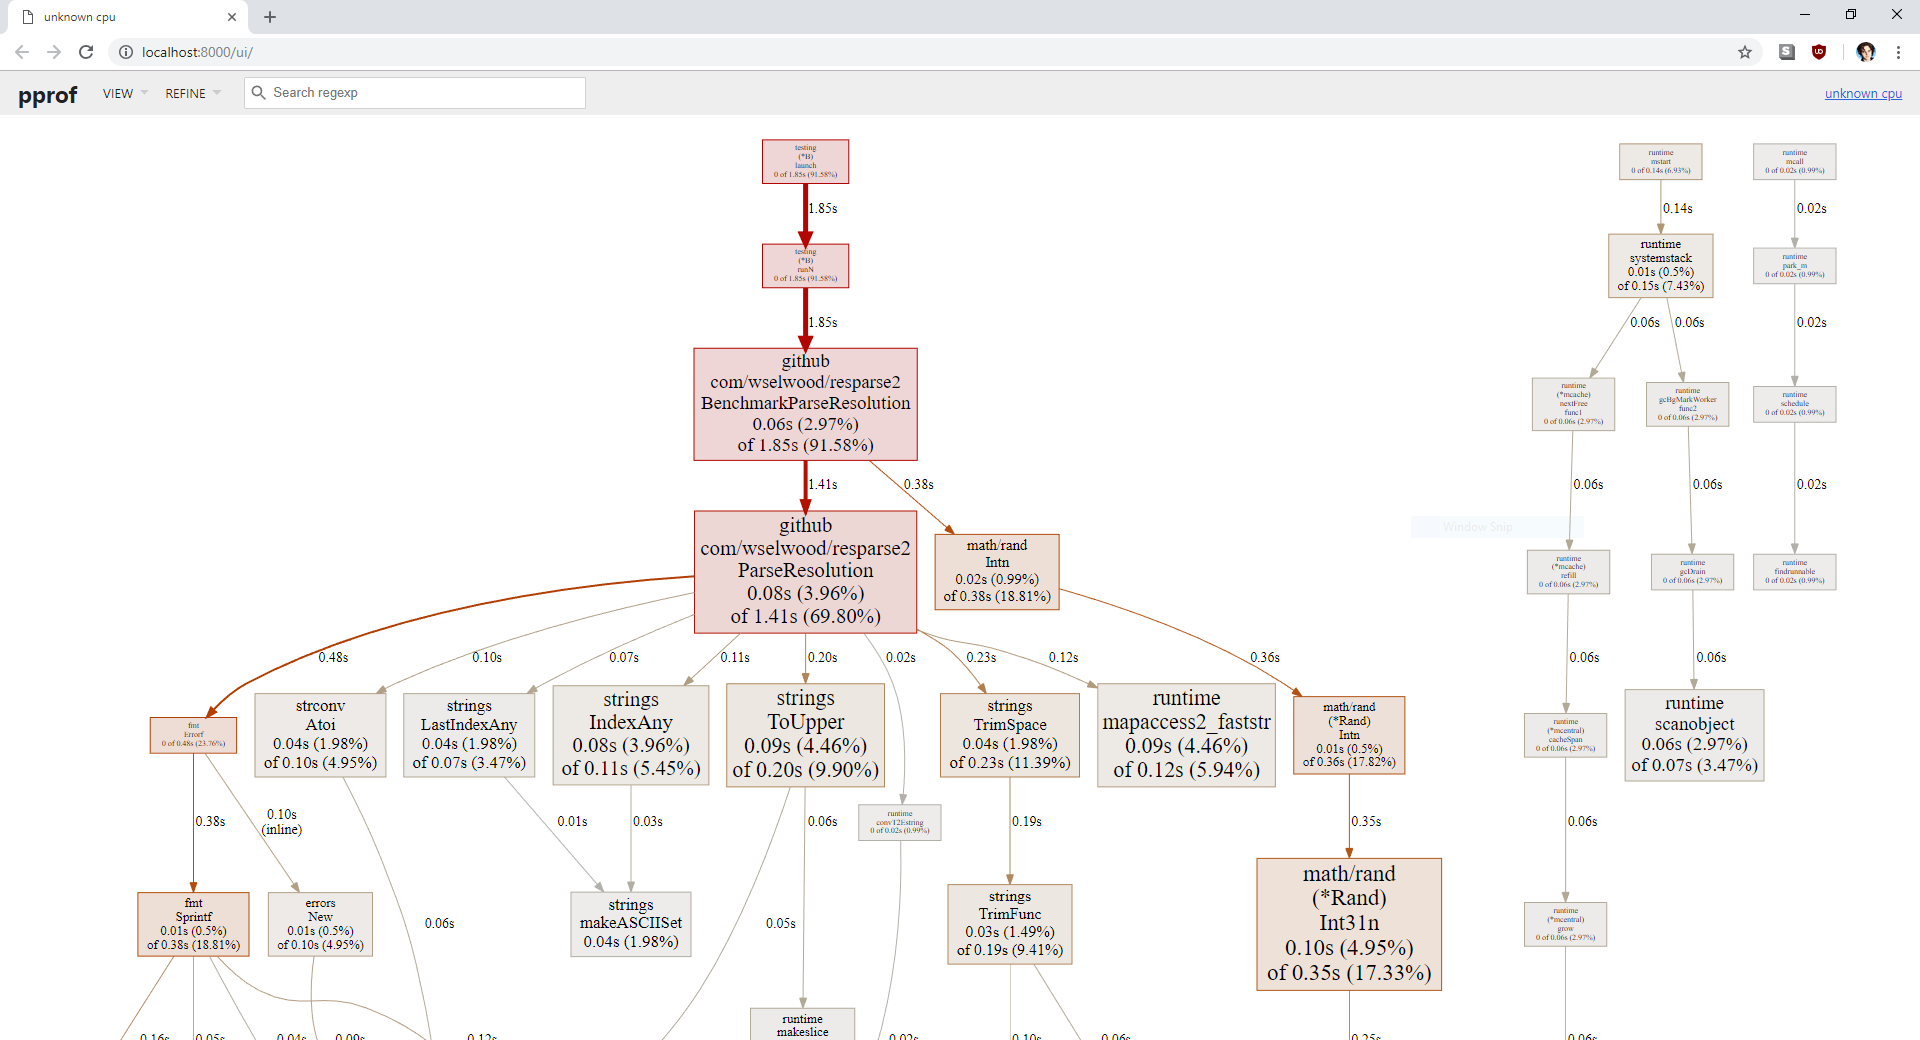 unknown cpu
localhost:8000/ui/
pprof
VIEW
REFINE
Search regexp
unknown cpu
testing
(*B)
launch
0 of 1.85s (91.58%)
runtime
mstart
0 of 0.14s (6.93%)
runtime
mcall
0 of 0.02s (0.99%)
1.85s
0.14s
0.02s
testing
(*B)
runN
0 of 1.85s (91.58%)
runtime
systemstack
0.01s (0.5%)
of 0.15s (7.43%)
runtime
park_m
0 of 0.02s (0.99%)
1.85s
0.06s
0.06s
0.02s
github
com/wselwood/resparse2
BenchmarkParseResolution
0.06s (2.97%)
of 1.85s (91.58%)
runtime
(*mcache)
nextFree
func1
0 of 0.06s (2.97%)
runtime
gcBgMarkWorker
func2
0 of 0.06s (2.97%)
runtime
schedule
0 of 0.02s (0.99%)
1.41s
0.38s
0.06s
0.06s
0.02s
Window Snip
github
com/wselwood/resparse2
ParseResolution
0.08s (3.96%)
of 1.41s (69.80%)
math/rand
Intn
0.02s (0.99%)
of 0.38s (18.81%)
runtime
(*mcache)
refill
0 of 0.06s (2.97%)
runtime
gcDrain
0 of 0.06s (2.97%)
runtime
findrunnable
0 of 0.02s (0.99%)
0.48s
0.10s
0.07s
0.11s
0.20s
0.02s
0.23s
0.12s
0.36s
0.06s
0.06s
fmt
Errorf
0 of 0.48s (23.76%)
strconv
Atoi
0.04s (1.98%)
of 0.10s (4.95%)
strings
LastIndexAny
0.04s (1.98%)
of 0.07s (3.47%)
strings
IndexAny
0.08s (3.96%)
of 0.11s (5.45%)
strings
ToUpper
0.09s (4.46%)
of 0.20s (9.90%)
strings
TrimSpace
0.04s (1.98%)
of 0.23s (11.39%)
runtime
mapaccess2_faststr
0.09s (4.46%)
of 0.12s (5.94%)
math/rand
(*Rand)
Intn
0.01s (0.5%)
of 0.36s (17.82%)
runtime
(*mcentral)
cacheSpan
0 of 0.06s (2.97%)
runtime
scanobject
0.06s (2.97%)
of 0.07s (3.47%)
0.38s
0.10s
(inline)
0.01s
0.03s
0.06s
runtime
convT2Estring
0 of 0.02s (0.99%)
0.19s
0.35s
0.06s
fmt
Sprintf
0.01s (0.5%)
of 0.38s (18.81%)
errors
New
0.01s (0.5%)
of 0.10s (4.95%)
0.06s
strings
makeASCIISet
0.04s (1.98%)
0.05s
strings
TrimFunc
0.03s (1.49%)
of 0.19s (9.41%)
math/rand
(*Rand)
Int31n
0.10s (4.95%)
of 0.35s (17.33%)
runtime
(*mcentral)
grow
0 of 0.06s (2.97%)
runtime
makeslice
0.16s
0.05s
0.04s
0.09s
0.12s
0.02s
0.10s
0.06s
0.25s
0.06s